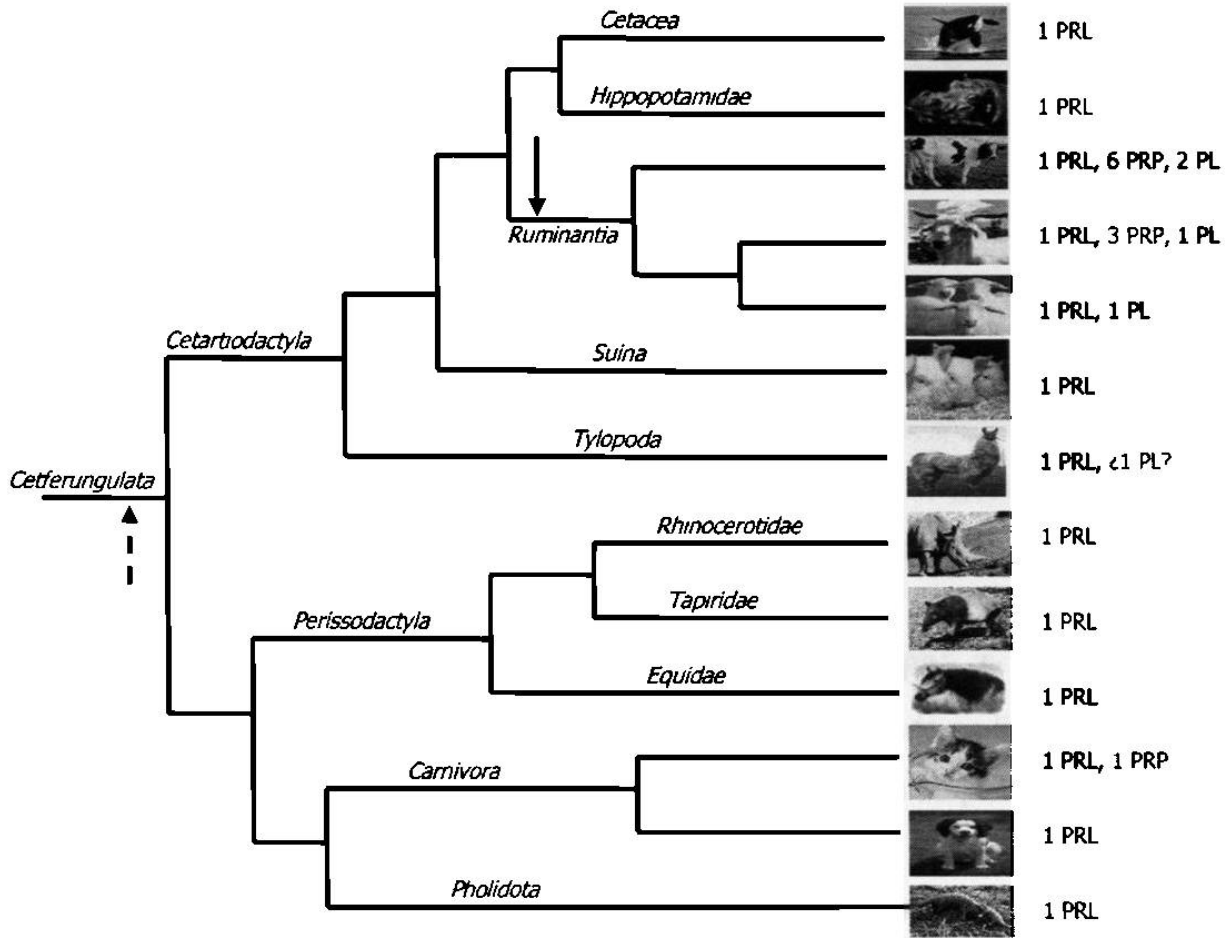 Cetacea
1 PRL
Hippopotamidae
1 PRL
1 PRL, 6 PRP, 2 PL
Ruminantia
1 PRL, 3 PRP, 1 PL
1 PRL, 1 PL
Cetartiodactyla
Suina
1 PRL
Tylopoda
1 PRL, ¿1 PL?
Cetferungulata
Rhinocerotidae
1 PRL
Tapiridae
1 PRL
Perissodactyla
Equidae
1 PRL
Carnivora
1 PRL, 1 PRP
1 PRL
Pholidota
1 PRL